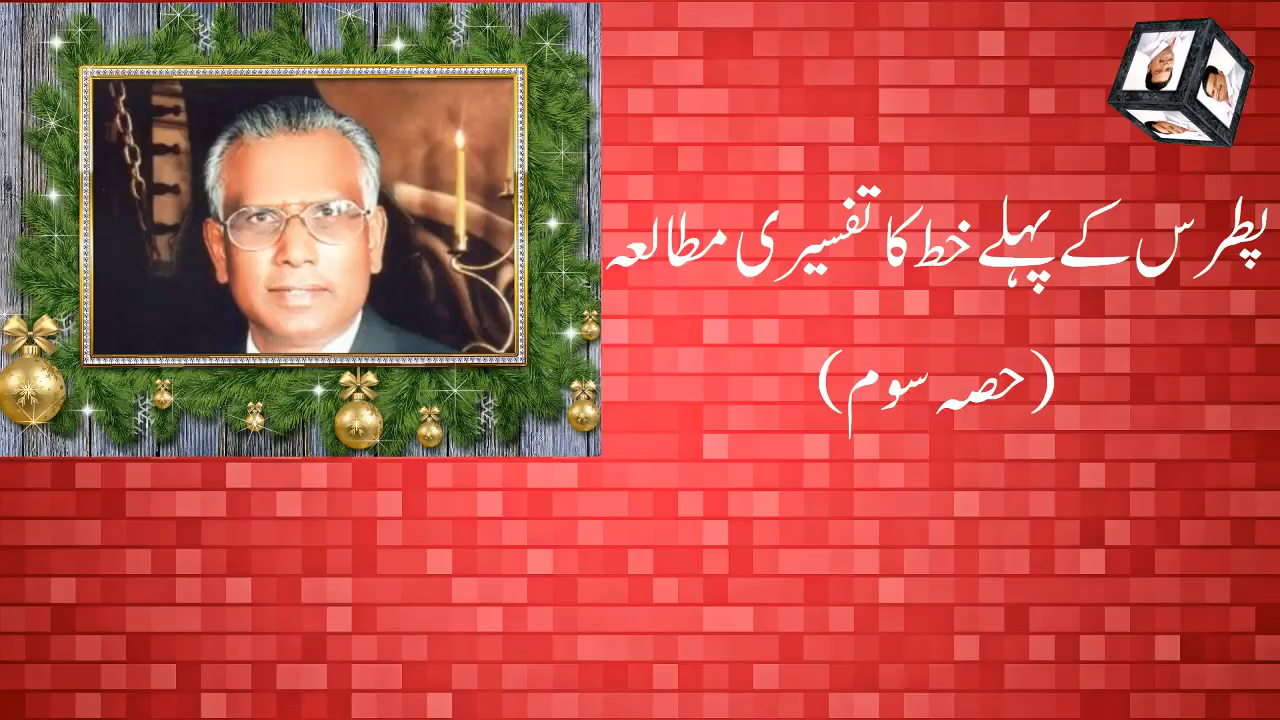 پطرس کے پہلے خط کا تفسیری مطالعہ
(حصہ سوم)